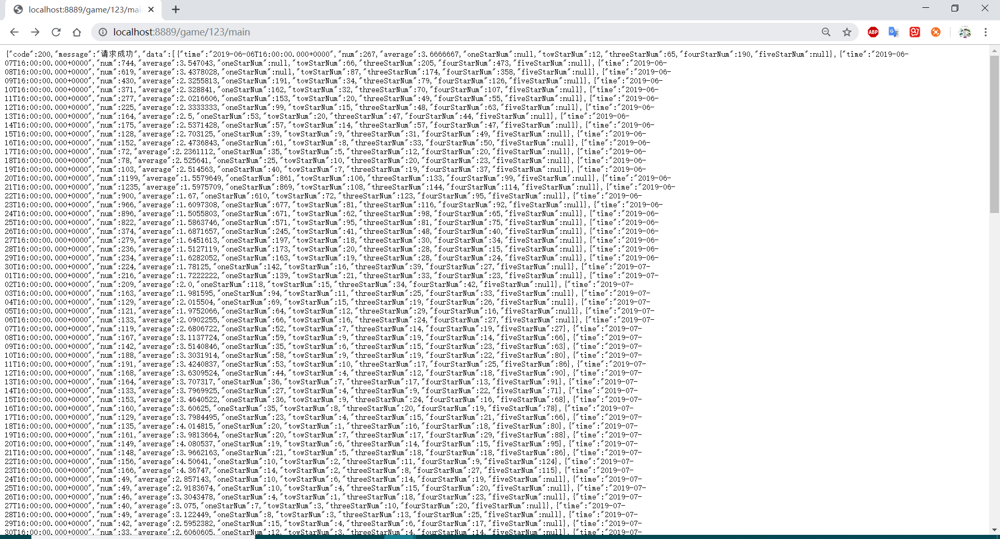 localhost:8889/game/123/mai
localhost:8889/game/123/main
ABP
{"code":200,"message":"请求成功","data":[{"time":"2019-06-06T16:00:00.000+0000","num":267,"average":3.6666667,"oneStarNum":null,"towStarNum":12,"threeStarNum":65,"fourStarNum":190,"fiveStarNum":null},{"time":"2019-06-
07T16:00:00.000+0000","num":744,"average":3.547043,"oneStarNum":null,"towStarNum":66,"threeStarNum":205,"fourStarNum":473,"fiveStarNum":null},{"time":"2019-06-
08T16:00:00.000+0000","num":619,"average":3.4378028,"oneStarNum":null,"towStarNum":87,"threeStarNum":174,"fourStarNum":358,"fiveStarNum":null},{"time":"2019-06-
09T16:00:00.000+0000","num":430,"average":2.3255813,"oneStarNum":191,"towStarNum":34,"threeStarNum":79,"fourStarNum":126,"fiveStarNum":null},{"time":"2019-06-
10T16:00:00.000+0000","num":371,"average":2.328841,"oneStarNum":162,"towStarNum":32,"threeStarNum":70,"fourStarNum":107,"fiveStarNum":null},{"time":"2019-06-
11T16:00:00.000+0000","num":277,"average":2.0216606,"oneStarNum":153,"towStarNum":20,"threeStarNum":49,"fourStarNum":55,"fiveStarNum":null},{"time":"2019-06-
12T16:00:00.000+0000","num":225,"average":2.3333333,"oneStarNum":99,"towStarNum":15,"threeStarNum":48,"fourStarNum":63,"fiveStarNum":null},{"time":"2019-06-
13T16:00:00.000+0000","num":164,"average":2.5,"oneStarNum":53,"towStarNum":20,"threeStarNum":47,"fourStarNum":44,"fiveStarNum":null},{"time":"2019-06-
14T16:00:00.000+0000","num":175,"average":2.5371428,"oneStarNum":57,"towStarNum":14,"threeStarNum":57,"fourStarNum":47,"fiveStarNum":null},{"time":"2019-06-
15T16:00:00.000+0000","num":128,"average":2.703125,"oneStarNum":39,"towStarNum":9,"threeStarNum":31,"fourStarNum":49,"fiveStarNum":null},{"time":"2019-06-
16T16:00:00.000+0000","num":152,"average":2.4736843,"oneStarNum":61,"towStarNum":8,"threeStarNum":33,"fourStarNum":50,"fiveStarNum":null},{"time":"2019-06-
17T16:00:00.000+0000","num":72,"average":2.2361112,"oneStarNum":35,"towStarNum":5,"threeStarNum":12,"fourStarNum":20,"fiveStarNum":null},{"time":"2019-06-
18T16:00:00.000+0000","num":78,"average":2.525641,"oneStarNum":25,"towStarNum":10,"threeStarNum":20,"fourStarNum":23,"fiveStarNum":null},{"time":"2019-06-
19T16:00:00.000+0000","num":103,"average":2.514563,"oneStarNum":40,"towStarNum":7,"threeStarNum":19,"fourStarNum":37,"fiveStarNum":null},{"time":"2019-06-
20T16:00:00.000+0000","num":1199,"average":1.5579649,"oneStarNum":861,"towStarNum":106,"threeStarNum":133,"fourStarNum":99,"fiveStarNum":null},{"time":"2019-06-
21T16:00:00.000+0000","num":1235,"average":1.5975709,"oneStarNum":869,"towStarNum":108,"threeStarNum":144,"fourStarNum":114,"fiveStarNum":null},{"time":"2019-06-
22T16:00:00.000+0000","num":900,"average":1.67,"oneStarNum":610,"towStarNum":72,"threeStarNum":123,"fourStarNum":95,"fiveStarNum":null},{"time":"2019-06-
23T16:00:00.000+0000","num":966,"average":1.6097308,"oneStarNum":677,"towStarNum":81,"threeStarNum":116,"fourStarNum":92,"fiveStarNum":null},{"time":"2019-06-
24T16:00:00.000+0000","num":896,"average":1.5055803,"oneStarNum":671,"towStarNum":62,"threeStarNum":98,"fourStarNum":65,"fiveStarNum":null},{"time":"2019-06-
25T16:00:00.000+0000","num":822,"average":1.5863746,"oneStarNum":571,"towStarNum":95,"threeStarNum":81,"fourStarNum":75,"fiveStarNum":null},{"time":"2019-06-
26T16:00:00.000+0000","num":374,"average":1.6871657,"oneStarNum":245,"towStarNum":41,"threeStarNum":48,"fourStarNum":40,"fiveStarNum":null},{"time":"2019-06-
27T16:00:00.000+0000","num":279,"average":1.6451613,"oneStarNum":197,"towStarNum":18,"threeStarNum":30,"fourStarNum":34,"fiveStarNum":null},{"time":"2019-06-
28T16:00:00.000+0000","num":236,"average":1.5127119,"oneStarNum":173,"towStarNum":20,"threeStarNum":28,"fourStarNum":15,"fiveStarNum":null},{"time":"2019-06-
29T16:00:00.000+0000","num":234,"average":1.6282052,"oneStarNum":163,"towStarNum":19,"threeStarNum":28,"fourStarNum":24,"fiveStarNum":null},{"time":"2019-06-
30T16:00:00.000+0000","num":224,"average":1.78125,"oneStarNum":142,"towStarNum":16,"threeStarNum":39,"fourStarNum":27,"fiveStarNum":null},{"time":"2019-07-
01T16:00:00.000+0000","num":216,"average":1.7222222,"oneStarNum":139,"towStarNum":21,"threeStarNum":33,"fourStarNum":23,"fiveStarNum":null},{"time":"2019-07-
02T16:00:00.000+0000","num":209,"average":2.0,"oneStarNum":118,"towStarNum":15,"threeStarNum":34,"fourStarNum":42,"fiveStarNum":null},{"time":"2019-07-
03T16:00:00.000+0000","num":163,"average":1.981595,"oneStarNum":94,"towStarNum":11,"threeStarNum":25,"fourStarNum":33,"fiveStarNum":null},{"time":"2019-07-
04T16:00:00.000+0000","num":129,"average":2.015504,"oneStarNum":69,"towStarNum":15,"threeStarNum":19,"fourStarNum":26,"fiveStarNum":null},{"time":"2019-07-
05T16:00:00.000+0000","num":121,"average":1.9752066,"oneStarNum":64,"towStarNum":12,"threeStarNum":29,"fourStarNum":16,"fiveStarNum":null},{"time":"2019-07-
06T16:00:00.000+0000","num":133,"average":2.0902255,"oneStarNum":66,"towStarNum":16,"threeStarNum":24,"fourStarNum":27,"fiveStarNum":null},{"time":"2019-07-
07T16:00:00.000+0000","num":119,"average":2.6806722,"oneStarNum":52,"towStarNum":7,"threeStarNum":14,"fourStarNum":19,"fiveStarNum":27},{"time":"2019-07-
08T16:00:00.000+0000","num":167,"average":3.1137724,"oneStarNum":59,"towStarNum":9,"threeStarNum":19,"fourStarNum":14,"fiveStarNum":66},{"time":"2019-07-
09T16:00:00.000+0000","num":142,"average":3.5140846,"oneStarNum":35,"towStarNum":6,"threeStarNum":15,"fourStarNum":23,"fiveStarNum":63},{"time":"2019-07-
10T16:00:00.000+0000","num":188,"average":3.3031914,"oneStarNum":58,"towStarNum":9,"threeStarNum":19,"fourStarNum":22,"fiveStarNum":80},{"time":"2019-07-
11T16:00:00.000+0000","num":191,"average":3.4240837,"oneStarNum":53,"towStarNum":10,"threeStarNum":17,"fourStarNum":25,"fiveStarNum":86},{"time":"2019-07-
12T16:00:00.000+0000","num":168,"average":3.6309524,"oneStarNum":44,"towStarNum":4,"threeStarNum":12,"fourStarNum":18,"fiveStarNum":90},{"time":"2019-07-
13T16:00:00.000+0000","num":164,"average":3.707317,"oneStarNum":36,"towStarNum":7,"threeStarNum":17,"fourStarNum":13,"fiveStarNum":91},{"time":"2019-07-
14T16:00:00.000+0000","num":133,"average":3.7969925,"oneStarNum":27,"towStarNum":4,"threeStarNum":9,"fourStarNum":22,"fiveStarNum":71},{"time":"2019-07-
15T16:00:00.000+0000","num":153,"average":3.4640522,"oneStarNum":36,"towStarNum":9,"threeStarNum":24,"fourStarNum":16,"fiveStarNum":68},{"time":"2019-07-
16T16:00:00.000+0000","num":160,"average":3.60625,"oneStarNum":35,"towStarNum":8,"threeStarNum":20,"fourStarNum":19,"fiveStarNum":78},{"time":"2019-07-
17T16:00:00.000+0000","num":129,"average":3.7984495,"oneStarNum":23,"towStarNum":4,"threeStarNum":15,"fourStarNum":21,"fiveStarNum":66},{"time":"2019-07-
18T16:00:00.000+0000","num":135,"average":4.014815,"oneStarNum":20,"towStarNum":1,"threeStarNum":16,"fourStarNum":18,"fiveStarNum":80},{"time":"2019-07-
19T16:00:00.000+0000","num":161,"average":3.9813664,"oneStarNum":20,"towStarNum":7,"threeStarNum":17,"fourStarNum":29,"fiveStarNum":88},{"time":"2019-07-
20T16:00:00.000+0000","num":149,"average":4.080537,"oneStarNum":19,"towStarNum":6,"threeStarNum":14,"fourStarNum":15,"fiveStarNum":95},{"time":"2019-07-
21T16:00:00.000+0000","num":148,"average":3.9662163,"oneStarNum":21,"towStarNum":5,"threeStarNum":18,"fourStarNum":18,"fiveStarNum":86},{"time":"2019-07-
22T16:00:00.000+0000","num":156,"average":4.50641,"oneStarNum":10,"towStarNum":2,"threeStarNum":11,"fourStarNum":9,"fiveStarNum":124},{"time":"2019-07-
23T16:00:00.000+0000","num":166,"average":4.36747,"oneStarNum":14,"towStarNum":2,"threeStarNum":8,"fourStarNum":27,"fiveStarNum":115},{"time":"2019-07-
24T16:00:00.000+0000","num":49,"average":2.857143,"oneStarNum":10,"towStarNum":6,"threeStarNum":14,"fourStarNum":19,"fiveStarNum":null},{"time":"2019-07-
25T16:00:00.000+0000","num":49,"average":2.9183674,"oneStarNum":10,"towStarNum":4,"threeStarNum":15,"fourStarNum":20,"fiveStarNum":null},{"time":"2019-07-
26T16:00:00.000+0000","num":46,"average":3.3043478,"oneStarNum":4,"towStarNum":1,"threeStarNum":18,"fourStarNum":23,"fiveStarNum":null},{"time":"2019-07-
27T16:00:00.000+0000","num":40,"average":3.075,"oneStarNum":7,"towStarNum":3,"threeStarNum":10,"fourStarNum":20,"fiveStarNum":null},{"time":"2019-07-
28T16:00:00.000+0000","num":49,"average":3.122449,"oneStarNum":8,"towStarNum":3,"threeStarNum":13,"fourStarNum":25,"fiveStarNum":null},{"time":"2019-07-
29T16:00:00.000+0000","num":42,"average":2.5952382,"oneStarNum":15,"towStarNum":4,"threeStarNum":6,"fourStarNum":17,"fiveStarNum":null},{"time":"2019-07-
30T16:00:00.000+0000","num":33,"average":2.6060605,"oneStarNum":12,"towStarNum":3,"threeStarNum":4,"fourStarNum":14,"fiveStarNum":null},{"time":"2019-07-